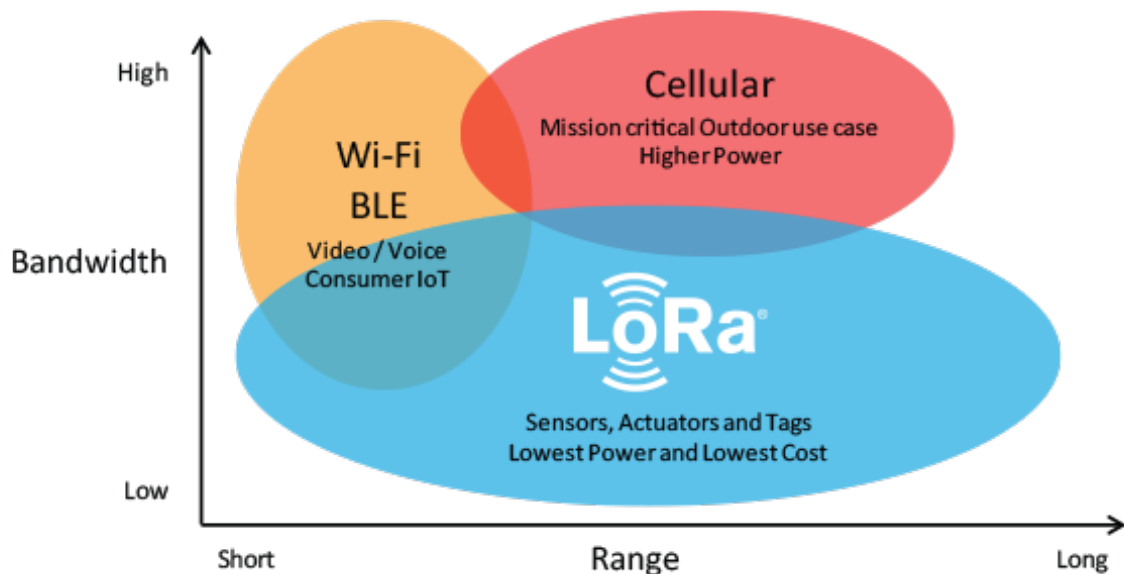 High
Cellular
Mission critical Outdoor use case
Higher Power
Wi-Fi
BLE
Video / Voice
Consumer IoT
Bandwidth
LoRa®
Sensors, Actuators and Tags
Lowest Power and Lowest Cost
Low
Short
Range
Long